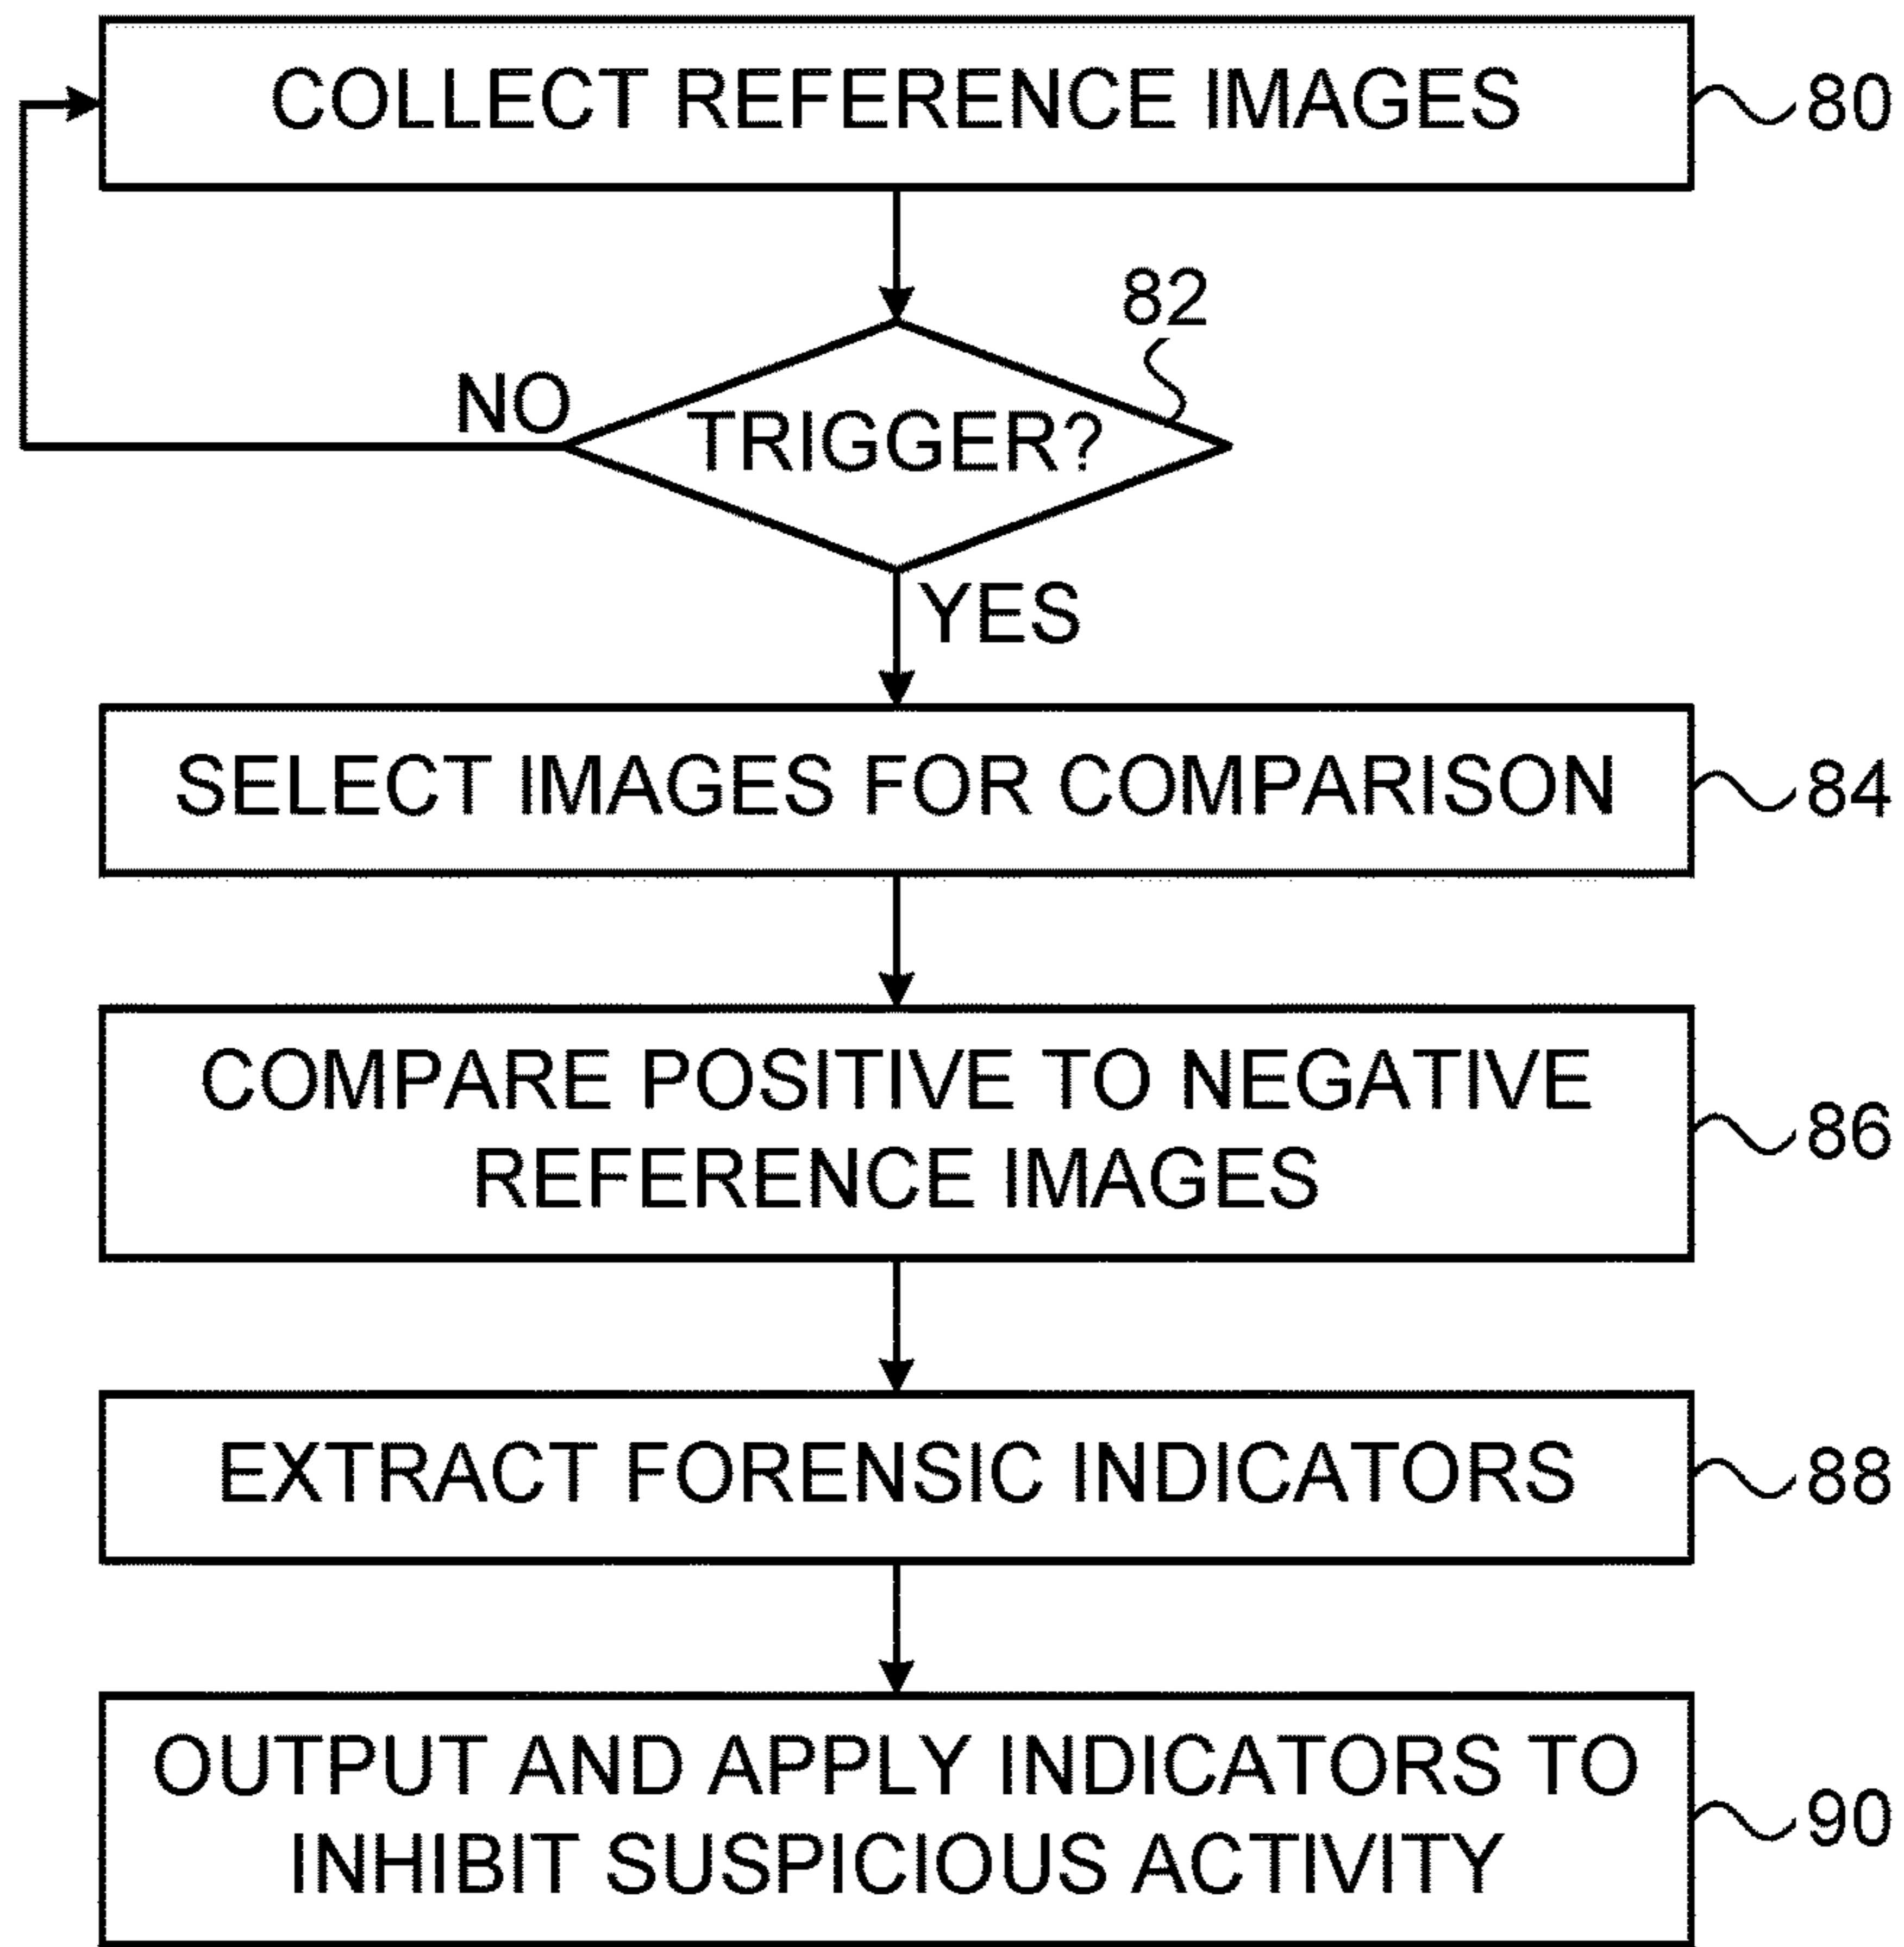 COLLECT REFERENCE IMAGES
80
82
NO
TRIGGER?
YES
SELECT IMAGES FOR COMPARISON
84
COMPARE POSITIVE TO NEGATIVE
REFERENCE IMAGES
86
EXTRACT FORENSIC INDICATORS
88
OUTPUT AND APPLY INDICATORS TO
INHIBIT SUSPICIOUS ACTIVITY
90